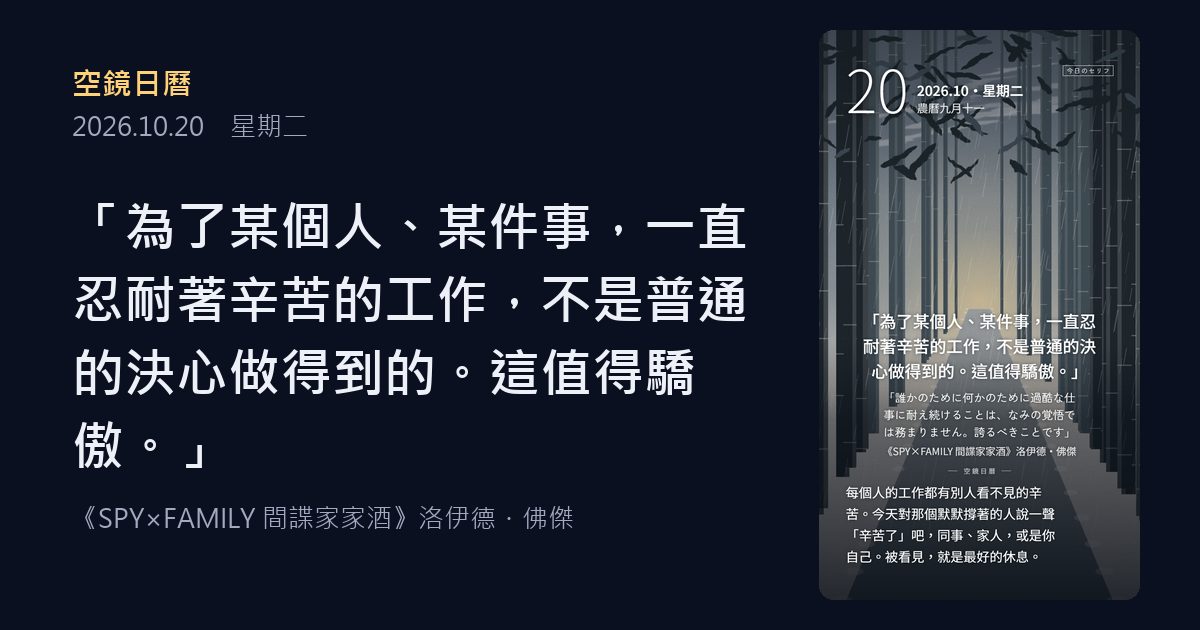 空鏡日曆
2026.10.20 星期二
「為了某個人、某件事，一直
忍耐著辛苦的工作，不是普通
的決心做得到的。這值得驕
傲。」
《SPY×FAMILY 間諜家家酒》洛伊德・佛傑
20
2026.10・星期二
農曆九月十一
今日のセリフ
「為了某個人、某件事，一直忍
耐著辛苦的工作，不是普通的決
心做得到的。這值得驕傲。」
「誰かのために何かのために過酷な仕
事に耐え続けることは、なみの覚悟で
は務まりません。誇るべきことです」
《SPY×FAMILY 間諜家家酒》洛伊德・佛傑
— 空鏡日曆 —
每個人的工作都有別人看不見的辛
苦。今天對那個默默撐著的人說一聲
「辛苦了」吧，同事、家人，或是你
自己。被看見，就是最好的休息。